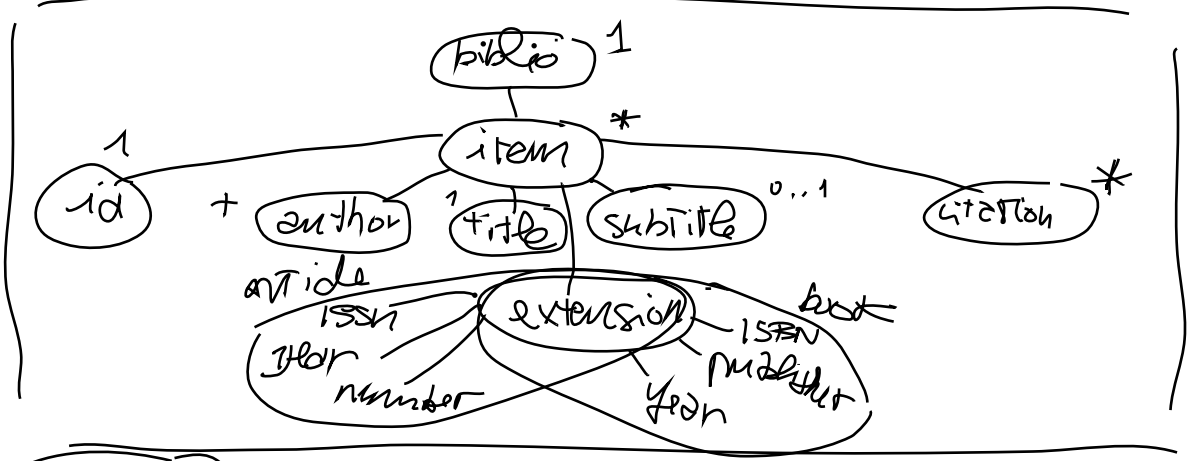 biblio 1
item *
1
id
+ author
1 title
subtitle 0..1
citation *
article
extension
book
ISSN
Year
number
ISBN
publisher
year